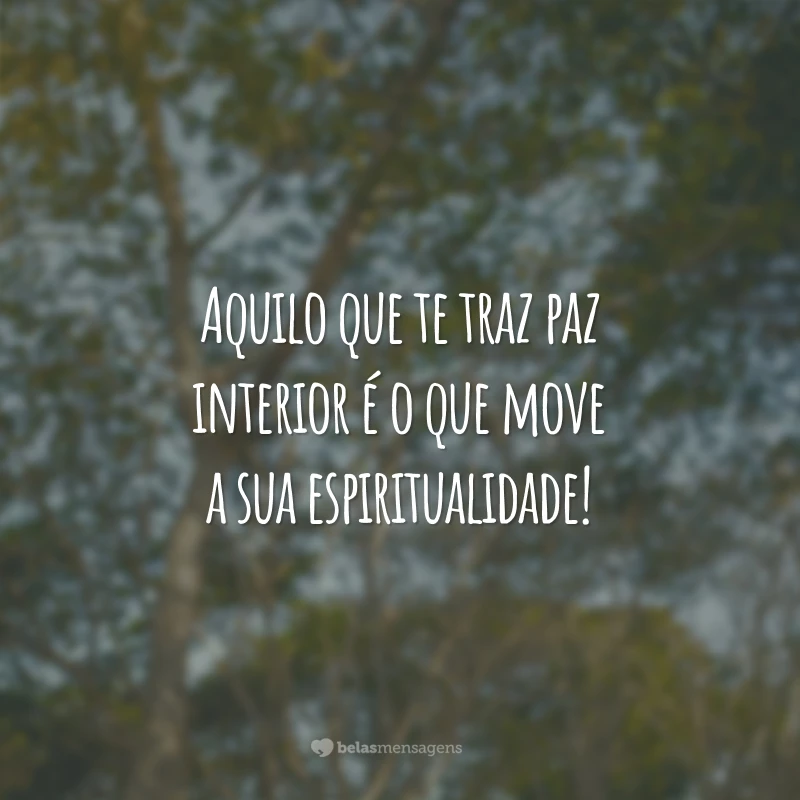 Aquilo que te traz paz
interior é o que move
a sua espiritualidade!
belasmensagens